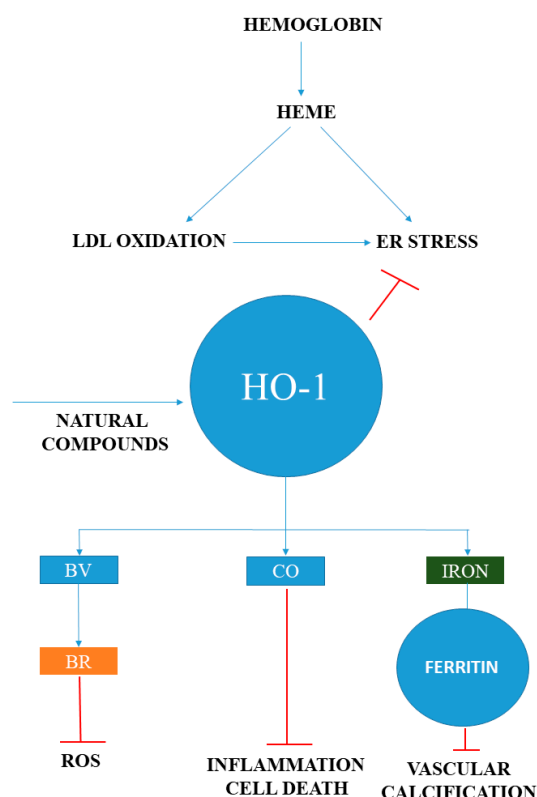 HEMOGLOBIN
HEME
LDL OXIDATION
ER STRESS
HO-1
NATURAL
COMPOUNDS
BV
CO
IRON
BR
FERRITIN
ROS
INFLAMMATION
CELL DEATH
VASCULAR
CALCIFICATION